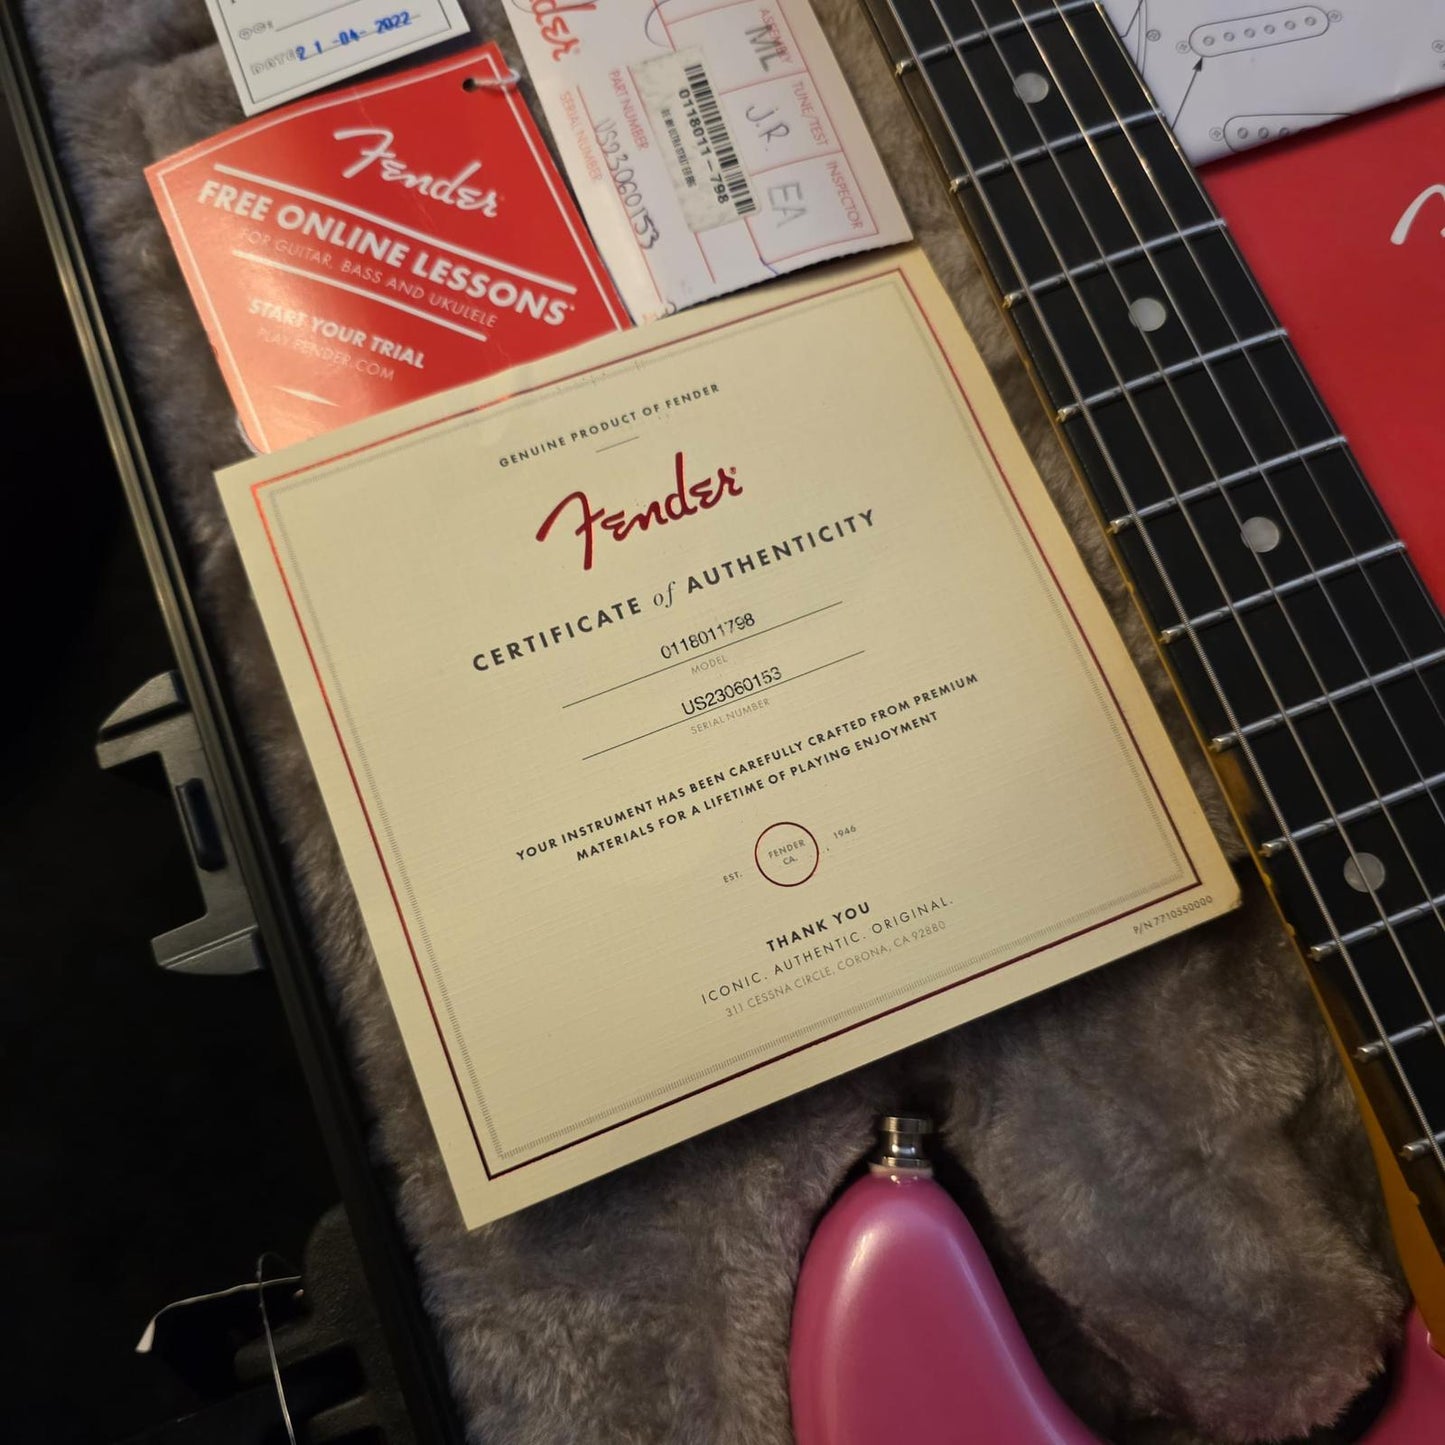 DATE 21-04-2022
Fender
FREE ONLINE LESSONS
FOR GUITAR, BASS AND UKULELE
START YOUR TRIAL
PLAY.FENDER.COM
ASSEMBLY
ML
TUNE/TEST
J.R.
INSPECTOR
EA
0118011-798
PART NUMBER
US23060153
SERIAL NUMBER
GENUINE PRODUCT OF FENDER
Fender
CERTIFICATE of AUTHENTICITY
0118011798
MODEL
US23060153
SERIAL NUMBER
YOUR INSTRUMENT HAS BEEN CAREFULLY CRAFTED FROM PREMIUM
MATERIALS FOR A LIFETIME OF PLAYING ENJOYMENT
EST. FENDER CA. 1946
THANK YOU
ICONIC. AUTHENTIC. ORIGINAL.
311 CESSNA CIRCLE, CORONA, CA 92880
P/N 7710550000